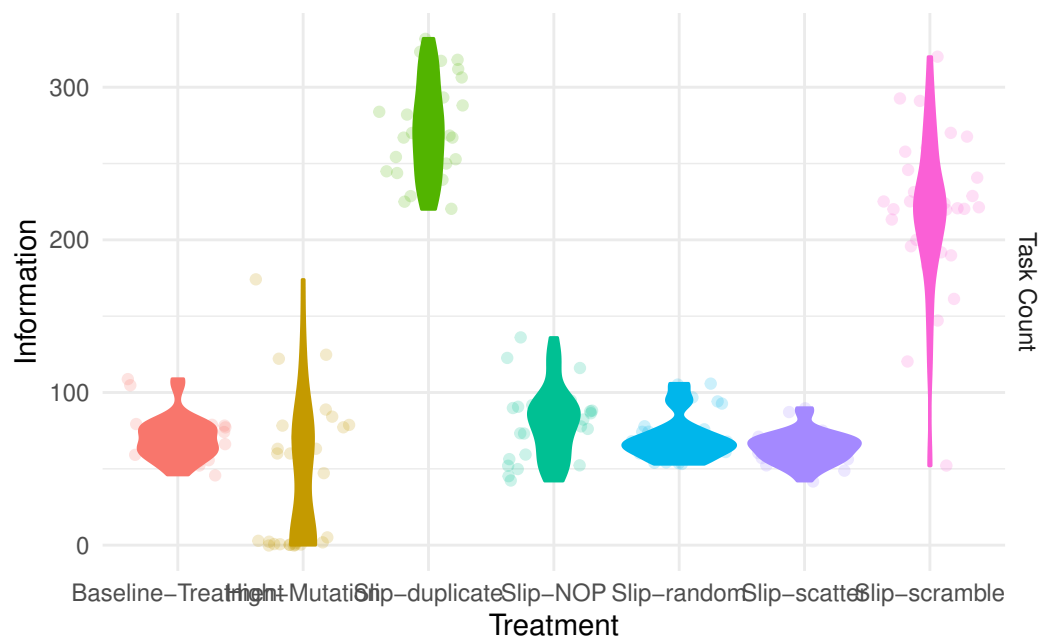 300
200
100
0
Information
Task Count
Baseline−Treatment
High−Mutation
Slip−duplicate
Slip−NOP
Slip−random
Slip−scatter
Slip−scramble
Treatment